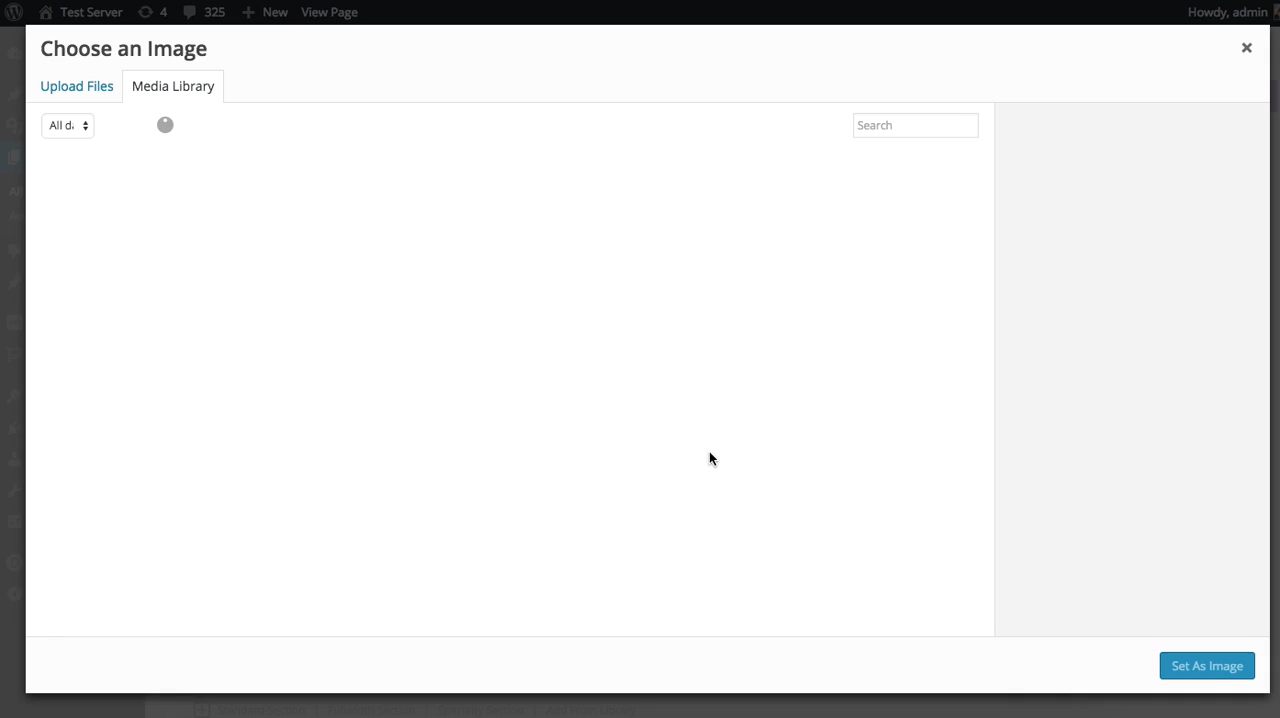 Test Server 4 325 New View Page Howdy, admin
Choose an Image
Upload Files Media Library
All da Search
Set As Image